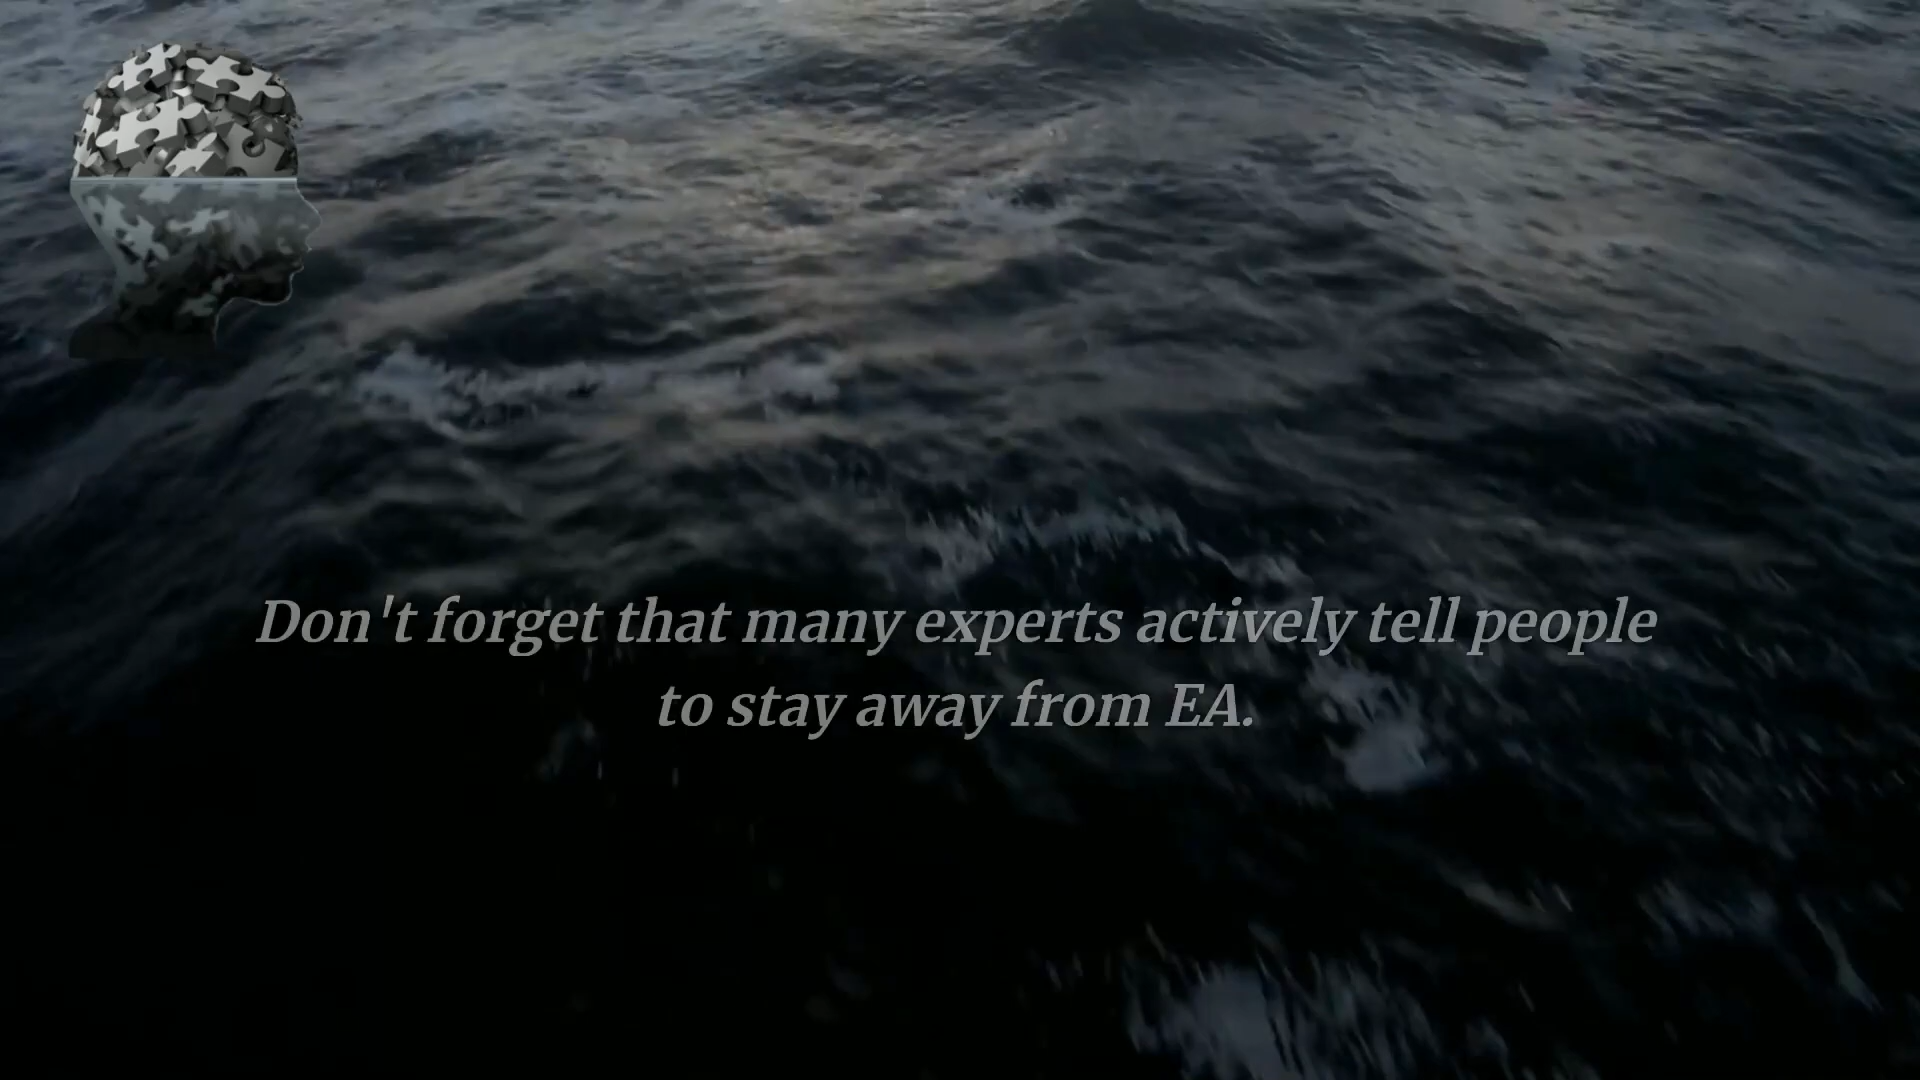 Don't forget that many experts actively tell people
to stay away from EA.